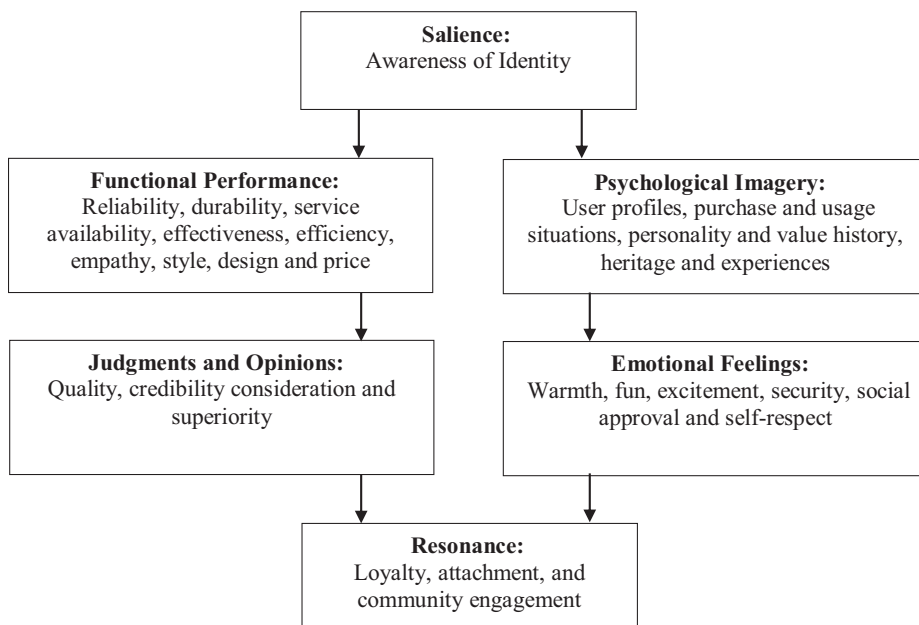 Salience:
Awareness of Identity
Functional Performance:
Reliability, durability, service
availability, effectiveness, efficiency,
empathy, style, design and price
Psychological Imagery:
User profiles, purchase and usage
situations, personality and value history,
heritage and experiences
Judgments and Opinions:
Quality, credibility consideration and
superiority
Emotional Feelings:
Warmth, fun, excitement, security, social
approval and self-respect
Resonance:
Loyalty, attachment, and
community engagement